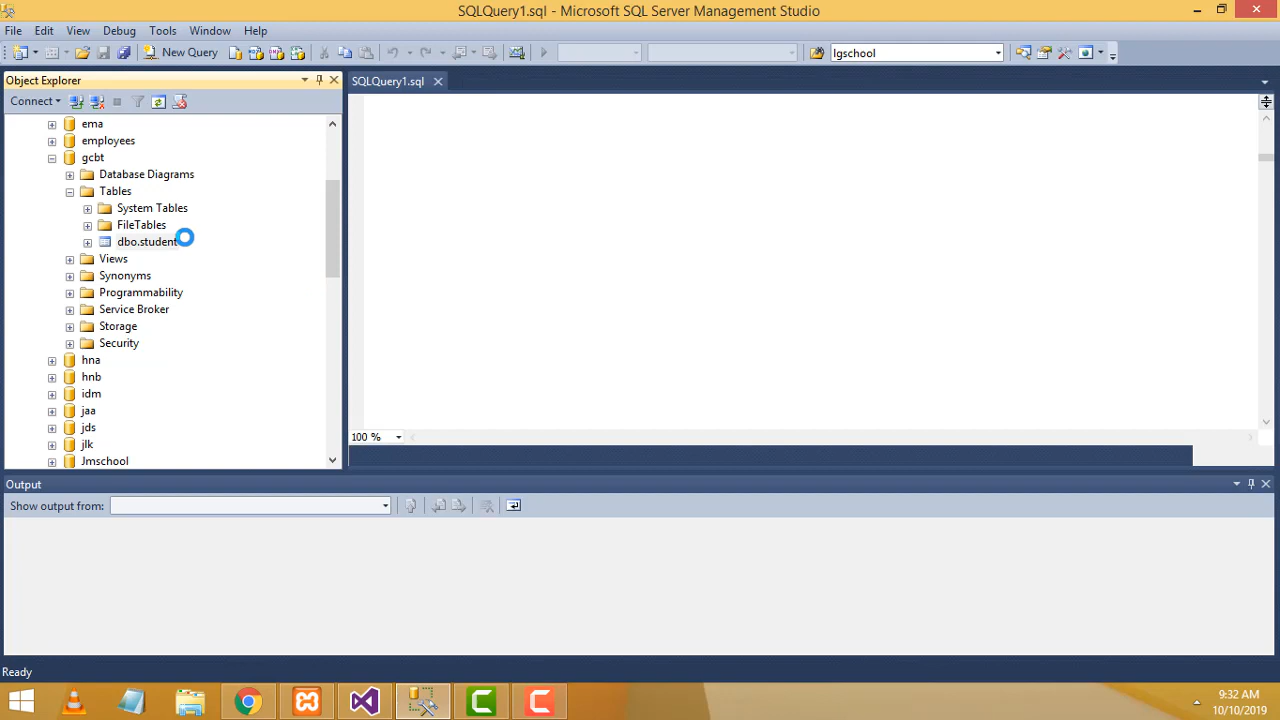 SQLQuery1.sql - Microsoft SQL Server Management Studio
File Edit View Debug Tools Window Help
New Query lgschool
Object Explorer
SQLQuery1.sql
Connect
ema
employees
gcbt
Database Diagrams
Tables
System Tables
FileTables
dbo.student
Views
Synonyms
Programmability
Service Broker
Storage
Security
hna
hnb
idm
jaa
jds
jlk
Jmschool
100 %
Output
Show output from:
Ready
9:32 AM
10/10/2019